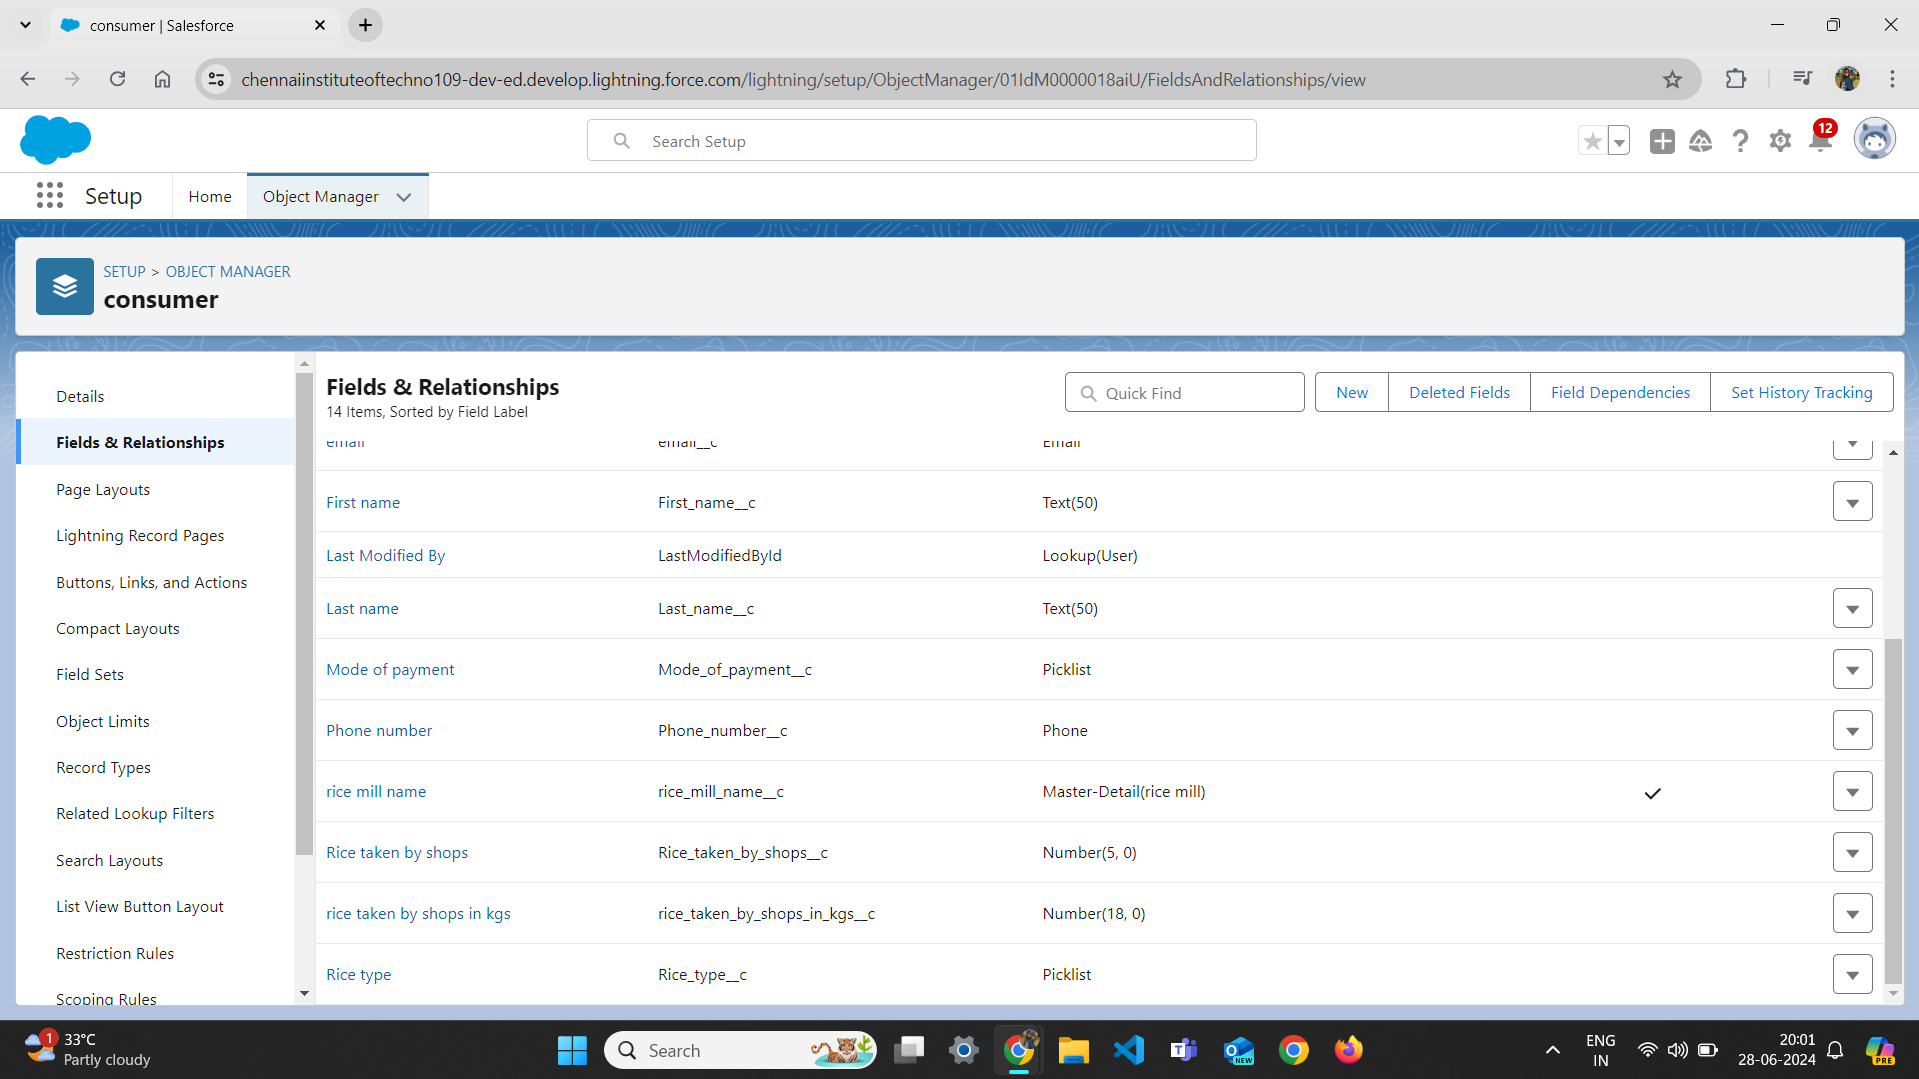 consumer | Salesforce
chennaiinstituteoftechno109-dev-ed.develop.lightning.force.com/lightning/setup/ObjectManager/01IdM0000018aiU/FieldsAndRelationships/view
Search Setup
12
Setup
Home
Object Manager
SETUP > OBJECT MANAGER
consumer
Details
Fields & Relationships
Page Layouts
Lightning Record Pages
Buttons, Links, and Actions
Compact Layouts
Field Sets
Object Limits
Record Types
Related Lookup Filters
Search Layouts
List View Button Layout
Restriction Rules
Scoping Rules
Fields & Relationships
14 Items, Sorted by Field Label
Quick Find
New
Deleted Fields
Field Dependencies
Set History Tracking
email email__c Email
First name First_name__c Text(50)
Last Modified By LastModifiedById Lookup(User)
Last name Last_name__c Text(50)
Mode of payment Mode_of_payment__c Picklist
Phone number Phone_number__c Phone
rice mill name rice_mill_name__c Master-Detail(rice mill)
Rice taken by shops Rice_taken_by_shops__c Number(5, 0)
rice taken by shops in kgs rice_taken_by_shops_in_kgs__c Number(18, 0)
Rice type Rice_type__c Picklist
1
33°C
Partly cloudy
Search
NEW
ENG
IN
20:01
28-06-2024
PRE